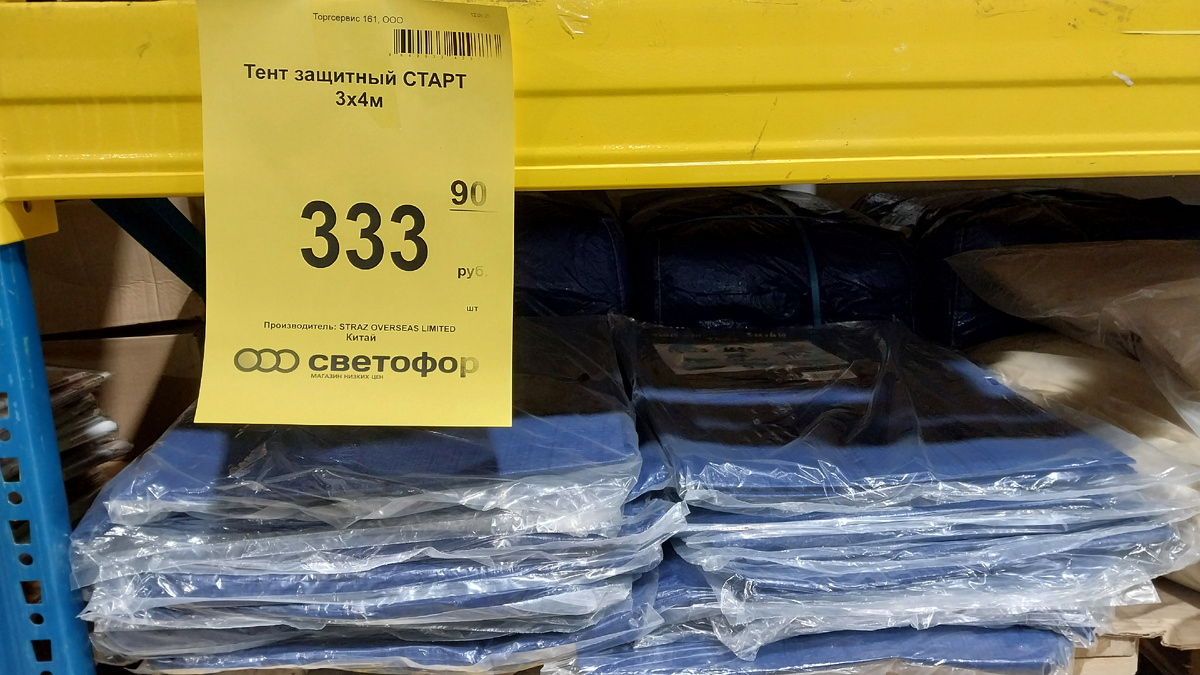 Торгсервис 161, ООО
Тент защитный СТАРТ
3х4м
333
90
руб.
шт
Производитель: STRAZ OVERSEAS LIMITED
Китай
светофор
МАГАЗИН НИЗКИХ ЦЕН